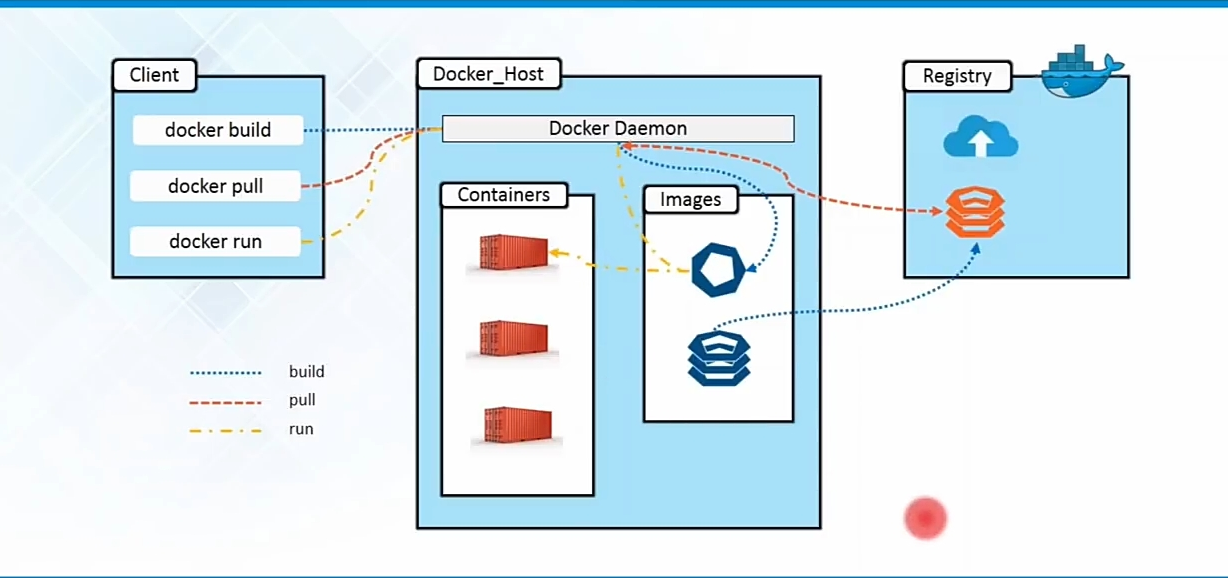 Client
docker build
docker pull
docker run
Docker_Host
Docker Daemon
Containers
Images
Registry
build
pull
run